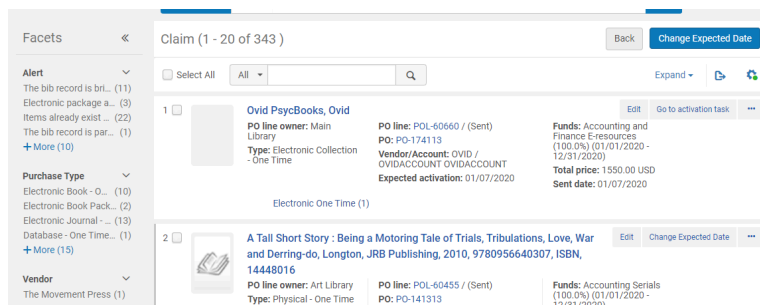 Facets
Claim (1 - 20 of 343 )
Back
Change Expected Date
Select All
All
Expand
Alert
The bib record is bri... (11)
Electronic package a... (3)
Items already exist ... (22)
The bib record is par... (1)
+ More (10)
Purchase Type
Electronic Book - O... (10)
Electronic Book Pack... (2)
Electronic Journal - ... (13)
Database - One Time... (1)
+ More (15)
Vendor
The Movement Press (1)
1
Ovid PsycBooks, Ovid
Edit
Go to activation task
PO line owner: Main
Library
Type: Electronic Collection
- One Time
PO line: POL-60660 / (Sent)
PO: PO-174113
Vendor/Account: OVID /
OVIDACCOUNT OVIDACCOUNT
Expected activation: 01/07/2020
Funds: Accounting and
Finance E-resources
(100.0%) (01/01/2020 -
12/31/2020)
Total price: 1550.00 USD
Sent date: 01/07/2020
Electronic One Time (1)
2
A Tall Short Story : Being a Motoring Tale of Trials, Tribulations, Love, War
and Derring-do, Longton, JRB Publishing, 2010, 9780956640307, ISBN,
14448016
Edit
Change Expected Date
PO line owner: Art Library
Type: Physical - One Time
PO line: POL-60455 / (Sent)
PO: PO-141313
Funds: Accounting Serials
(100.0%) (01/01/2020 -
12/31/2020)